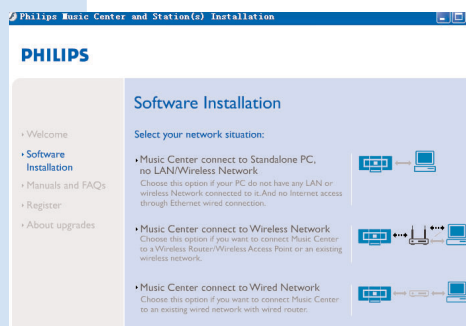 Philips Music Center and Station(s) Installation
PHILIPS
Software Installation
Welcome
Software
Installation
Manuals and FAQs
Register
About upgrades
Select your network situation:
Music Center connect to Standalone PC,
no LAN/Wireless Network
Choose this option if your PC do not have any LAN or
wireless Network connected to it.And no Internet access
through Ethernet wired connection.
Music Center connect to Wireless Network
Choose this option if you want to connect Music Center
to a Wireless Router/Wireless Access Point or an existing
wireless network.
Music Center connect to Wired Network
Choose this option if you want to connect Music Center
to an existing wired network with wired router.